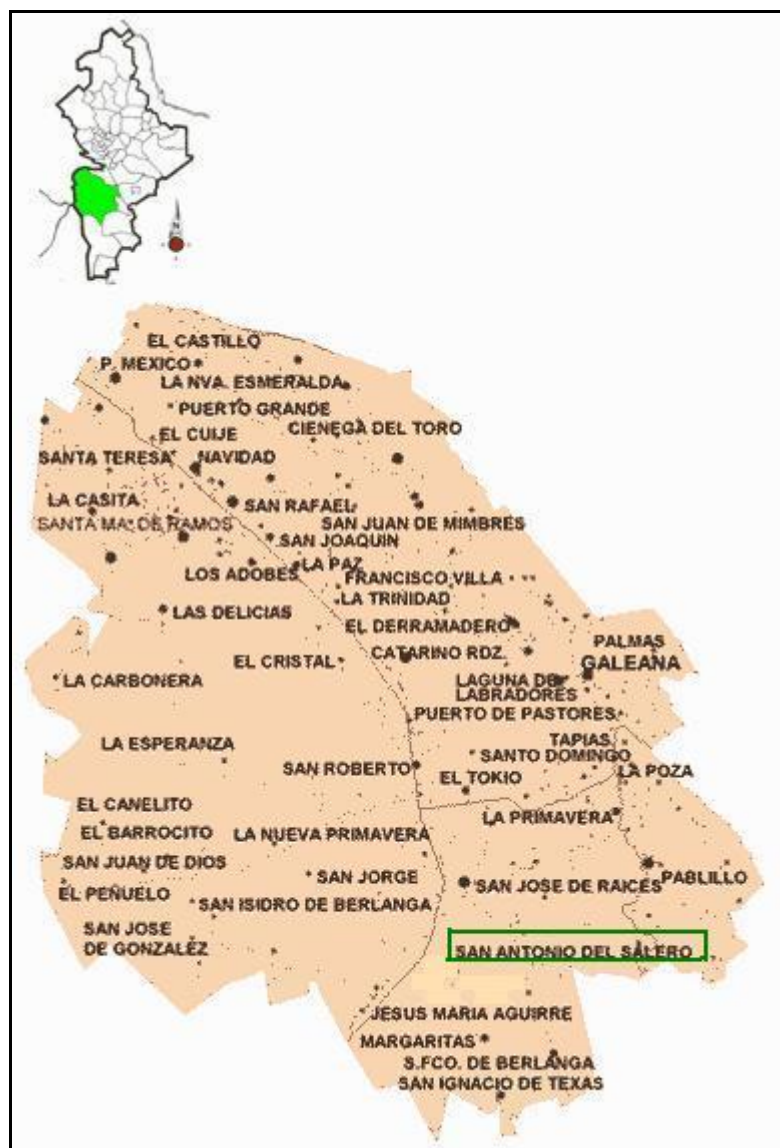 N
EL CASTILLO
P. MEXICO
LA NVA. ESMERALDA
PUERTO GRANDE
CIENEGA DEL TORO
EL CUIJE
SANTA TERESA
NAVIDAD
LA CASITA
SAN RAFAEL
SANTA MA. DE RAMOS
SAN JUAN DE MIMBRES
SAN JOAQUIN
LA PAZ
LOS ADOBES
FRANCISCO VILLA
LA TRINIDAD
LAS DELICIAS
EL DERRAMADERO
PALMAS
CATARINO RDZ.
EL CRISTAL
GALEANA
LA CARBONERA
LAGUNA DE
LABRADORES
PUERTO DE PASTORES
TAPIAS
LA ESPERANZA
SANTO DOMINGO
SAN ROBERTO
LA POZA
EL TOKIO
EL CANELITO
LA PRIMAVERA
EL BARROCITO
LA NUEVA PRIMAVERA
SAN JUAN DE DIOS
SAN JORGE
PABLILLO
SAN JOSE DE RAICES
EL PEÑUELO
SAN ISIDRO DE BERLANGA
SAN JOSE
DE GONZALÉZ
SAN ANTONIO DEL SALERO
JESUS MARIA AGUIRRE
MARGARITAS
S.FCO. DE BERLANGA
SAN IGNACIO DE TEXAS